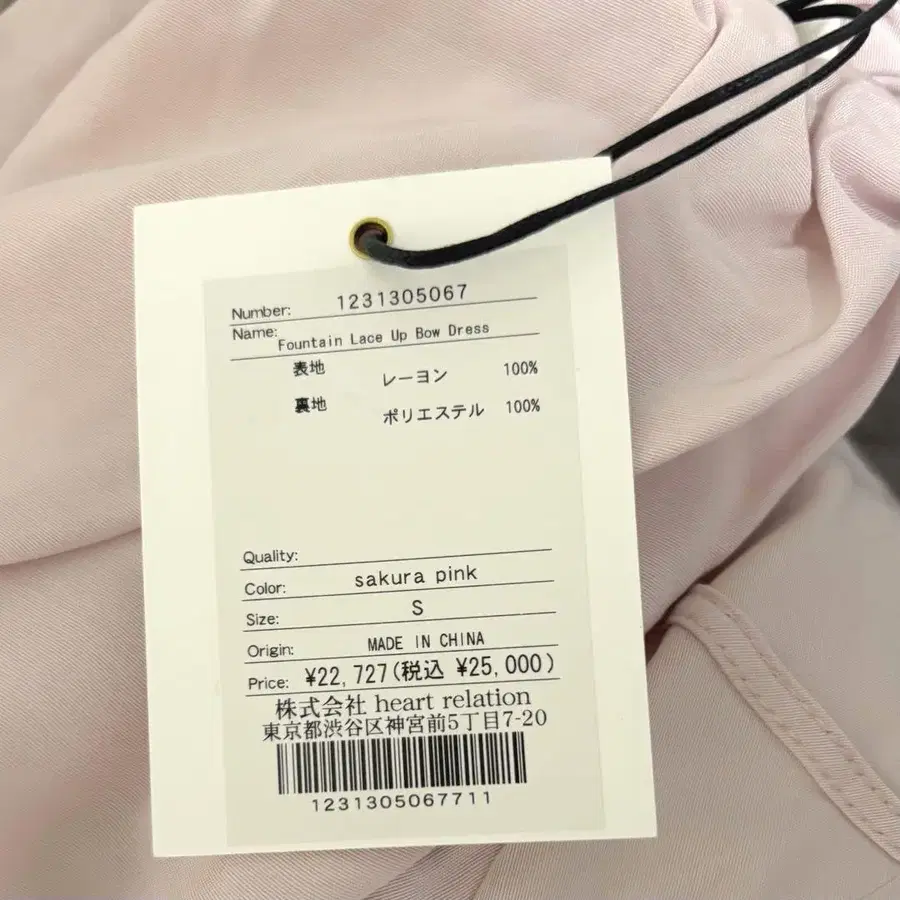 Number: 1231305067
Name: Fountain Lace Up Bow Dress
表地 レーヨン 100%
裏地 ポリエステル 100%
Quality:
Color: sakura pink
Size: S
Origin: MADE IN CHINA
Price: ¥22,727(税込 ¥25,000)
株式会社 heart relation
東京都渋谷区神宮前5丁目7-20
1231305067711